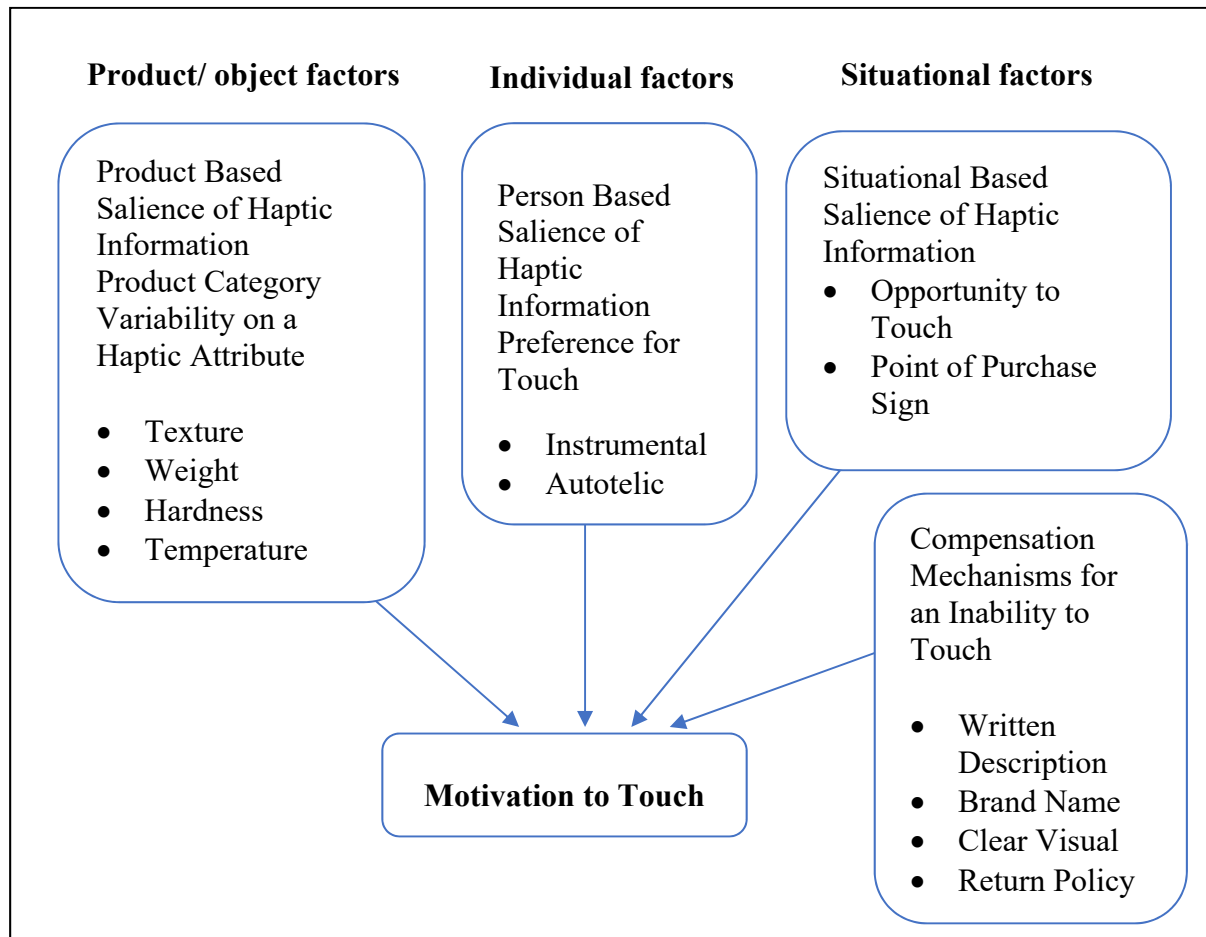 Product/ object factors
Product Based
Salience of Haptic
Information
Product Category
Variability on a
Haptic Attribute
• Texture
• Weight
• Hardness
• Temperature
Individual factors
Person Based
Salience of
Haptic
Information
Preference for
Touch
• Instrumental
• Autotelic
Situational factors
Situational Based
Salience of Haptic
Information
• Opportunity to
Touch
• Point of Purchase
Sign
Compensation
Mechanisms for
an Inability to
Touch
• Written
Description
• Brand Name
• Clear Visual
• Return Policy
Motivation to Touch